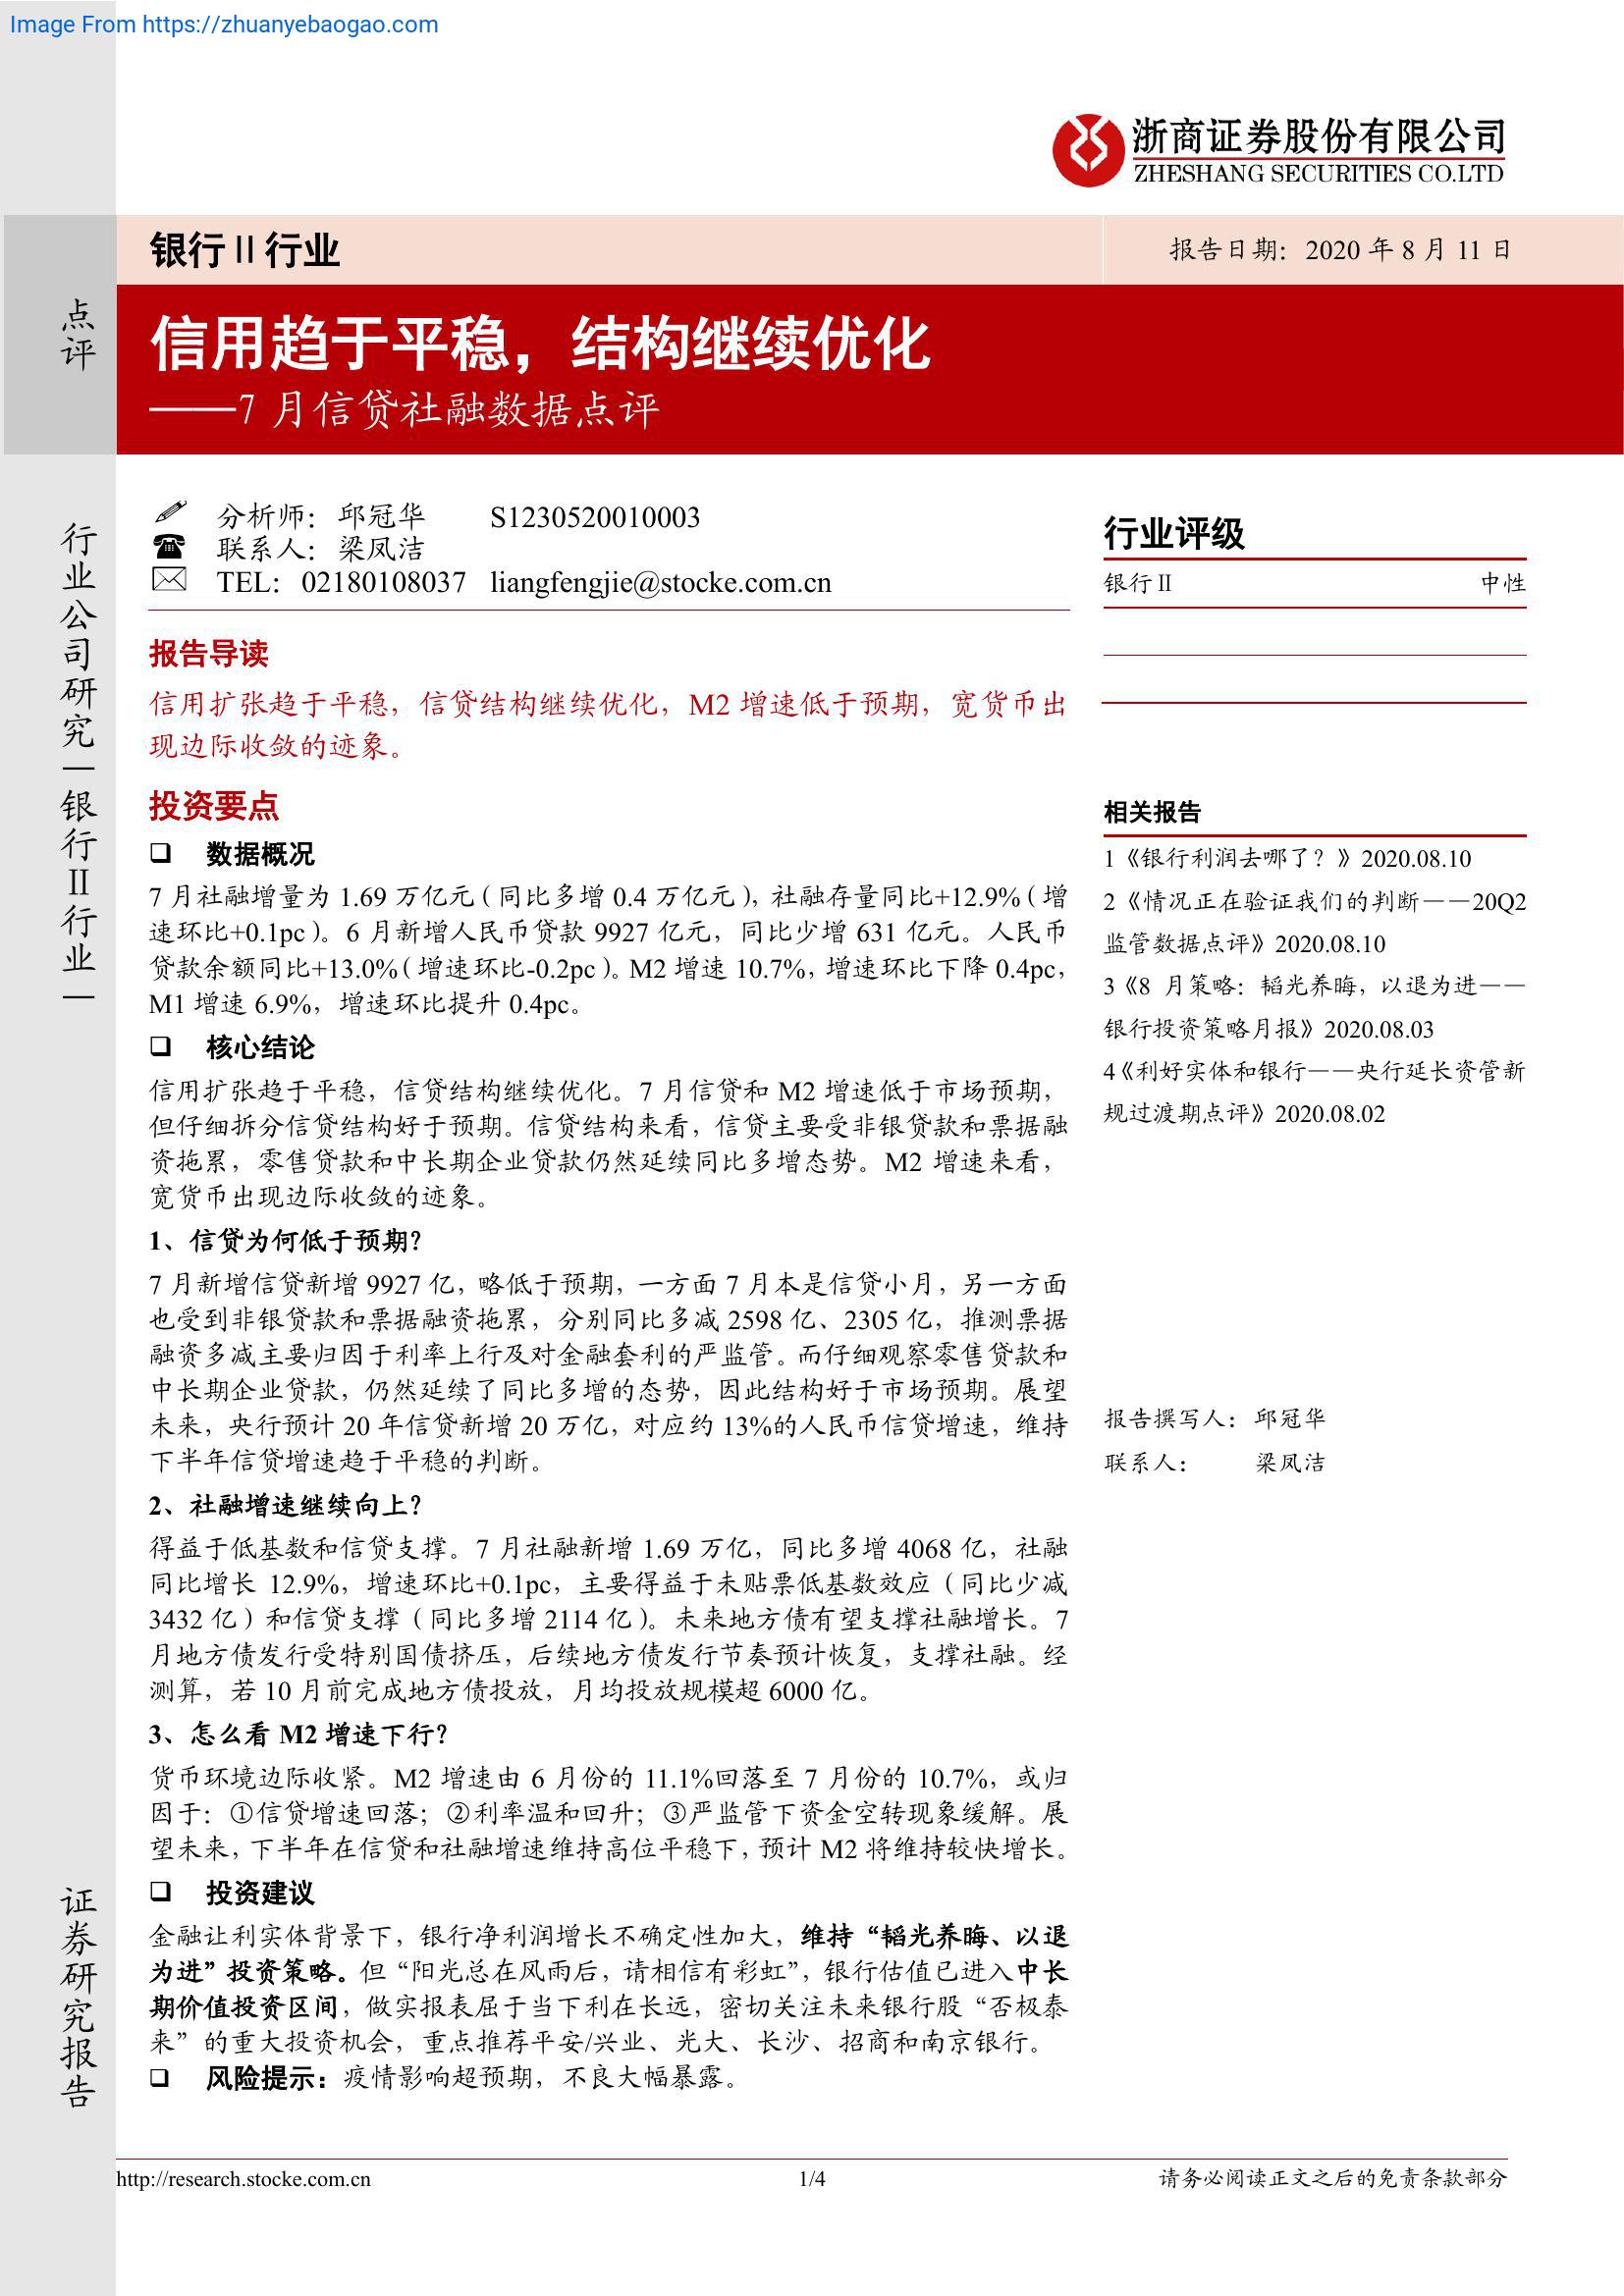 Image From https://zhuanyebaogao.com
浙商证券股份有限公司
ZHESHANG SECURITIES CO.LTD
银行Ⅱ行业
报告日期：2020 年 8 月 11 日
点评
信用趋于平稳，结构继续优化
——7 月信贷社融数据点评
行业公司研究|银行Ⅱ行业|
证券研究报告
分析师：邱冠华 S1230520010003
联系人：梁凤洁
TEL：02180108037 liangfengjie@stocke.com.cn
报告导读
信用扩张趋于平稳，信贷结构继续优化，M2 增速低于预期，宽货币出
现边际收敛的迹象。
投资要点
❑ 数据概况
7 月社融增量为 1.69 万亿元（同比多增 0.4 万亿元），社融存量同比+12.9%（增
速环比+0.1pc）。6 月新增人民币贷款 9927 亿元，同比少增 631 亿元。人民币
贷款余额同比+13.0%（增速环比-0.2pc）。M2 增速 10.7%，增速环比下降 0.4pc，
M1 增速 6.9%，增速环比提升 0.4pc。
❑ 核心结论
信用扩张趋于平稳，信贷结构继续优化。7 月信贷和 M2 增速低于市场预期，
但仔细拆分信贷结构好于预期。信贷结构来看，信贷主要受非银贷款和票据融
资拖累，零售贷款和中长期企业贷款仍然延续同比多增态势。M2 增速来看，
宽货币出现边际收敛的迹象。
1、信贷为何低于预期？
7 月新增信贷新增 9927 亿，略低于预期，一方面 7 月本是信贷小月，另一方面
也受到非银贷款和票据融资拖累，分别同比多减 2598 亿、2305 亿，推测票据
融资多减主要归因于利率上行及对金融套利的严监管。而仔细观察零售贷款和
中长期企业贷款，仍然延续了同比多增的态势，因此结构好于市场预期。展望
未来，央行预计 20 年信贷新增 20 万亿，对应约 13%的人民币信贷增速，维持
下半年信贷增速趋于平稳的判断。
2、社融增速继续向上？
得益于低基数和信贷支撑。7 月社融新增 1.69 万亿，同比多增 4068 亿，社融
同比增长 12.9%，增速环比+0.1pc，主要得益于未贴票低基数效应（同比少减
3432 亿）和信贷支撑（同比多增 2114 亿）。未来地方债有望支撑社融增长。7
月地方债发行受特别国债挤压，后续地方债发行节奏预计恢复，支撑社融。经
测算，若 10 月前完成地方债投放，月均投放规模超 6000 亿。
3、怎么看 M2 增速下行？
货币环境边际收紧。M2 增速由 6 月份的 11.1%回落至 7 月份的 10.7%，或归
因于：①信贷增速回落；②利率温和回升；③严监管下资金空转现象缓解。展
望未来，下半年在信贷和社融增速维持高位平稳下，预计 M2 将维持较快增长。
❑ 投资建议
金融让利实体背景下，银行净利润增长不确定性加大，维持“韬光养晦、以退
为进”投资策略。但“阳光总在风雨后，请相信有彩虹”，银行估值已进入中长
期价值投资区间，做实报表屈于当下利在长远，密切关注未来银行股“否极泰
来”的重大投资机会，重点推荐平安/兴业、光大、长沙、招商和南京银行。
❑ 风险提示：疫情影响超预期，不良大幅暴露。
行业评级
银行Ⅱ 中性
相关报告
1《银行利润去哪了？》2020.08.10
2《情况正在验证我们的判断——20Q2
监管数据点评》2020.08.10
3《8 月策略：韬光养晦，以退为进——
银行投资策略月报》2020.08.03
4《利好实体和银行——央行延长资管新
规过渡期点评》2020.08.02
报告撰写人：邱冠华
联系人： 梁凤洁
http://research.stocke.com.cn
1/4
请务必阅读正文之后的免责条款部分